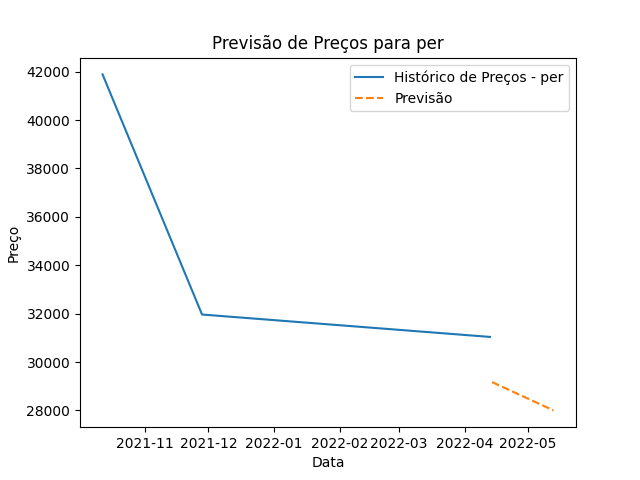 Previsão de Preços para per
Histórico de Preços - per
Previsão
42000
40000
38000
36000
34000
32000
30000
28000
Preço
2021-11 2021-12 2022-01 2022-02 2022-03 2022-04 2022-05
Data